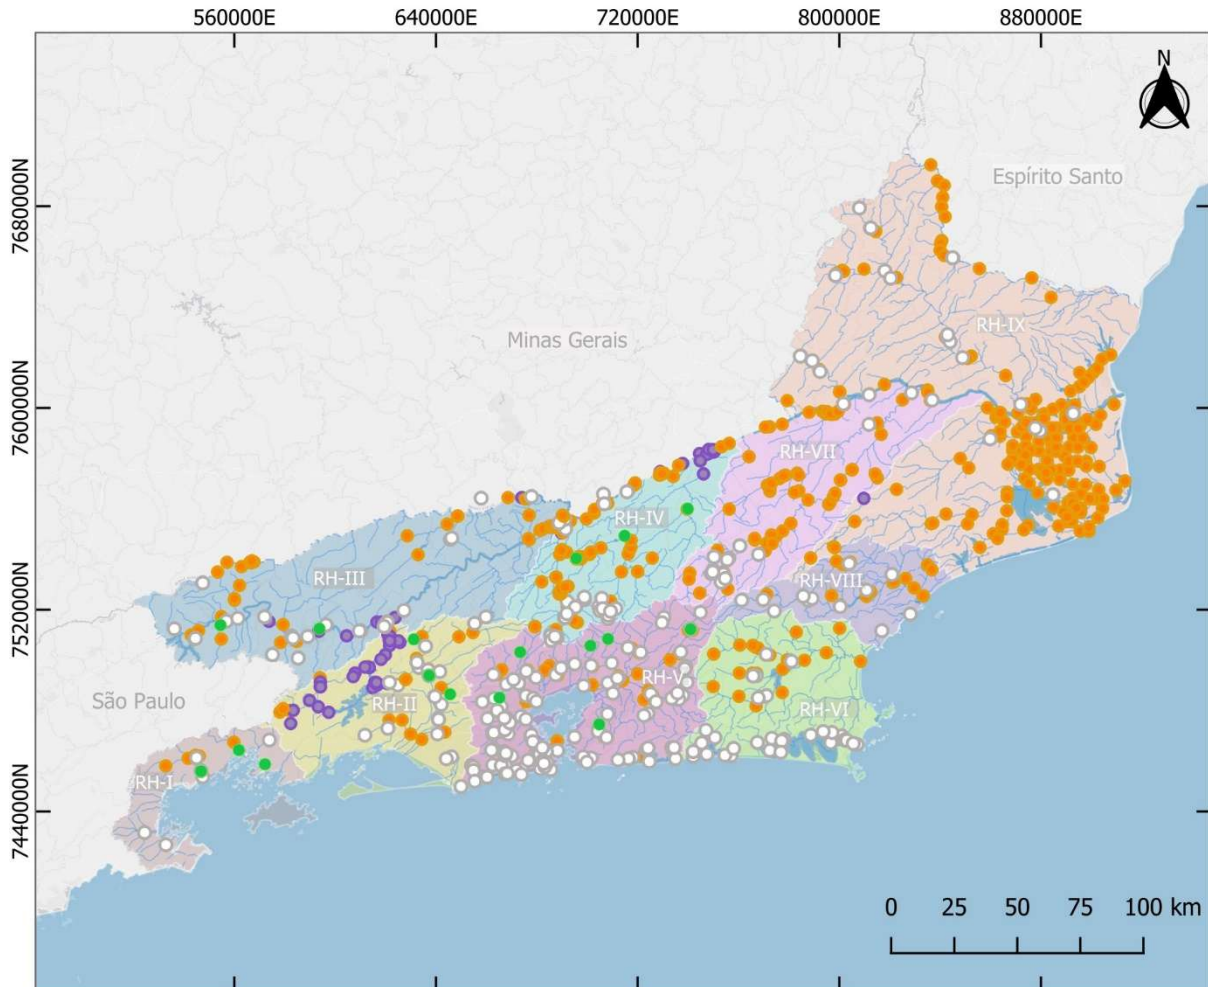 560000E 640000E 720000E 800000E 880000E
N
7680000N
Espírito Santo
Minas Gerais
RH-IX
7600000N
RH-VII
RH-IV
RH-III
RH-VIII
7520000N
RH-V
São Paulo
RH-II
RH-VI
RH-I
7440000N
0 25 50 75 100 km